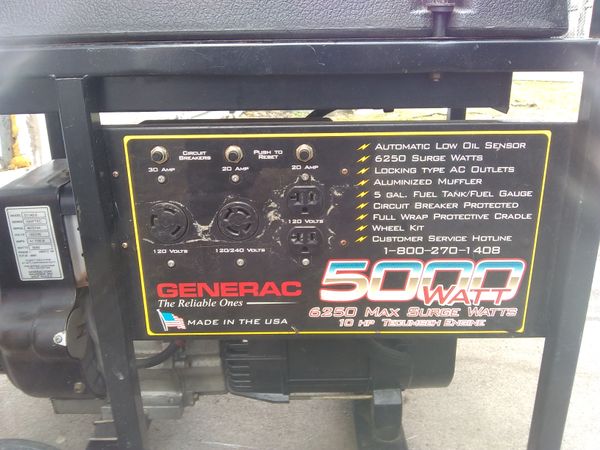 CIRCUIT BREAKERS
PUSH TO RESET
30 AMP
20 AMP
20 AMP
120 VOLTS
120 VOLTS
120/240 VOLTS
AUTOMATIC LOW OIL SENSOR
6250 SURGE WATTS
LOCKING TYPE AC OUTLETS
ALUMINIZED MUFFLER
5 GAL. FUEL TANK/FUEL GAUGE
CIRCUIT BREAKER PROTECTED
FULL WRAP PROTECTIVE CRADLE
WHEEL KIT
CUSTOMER SERVICE HOTLINE
1-800-270-1408
GENERAC
The Reliable Ones
MADE IN THE USA
5000
WATT
6250 MAX SURGE WATTS
10 HP TECUMSEH ENGINE